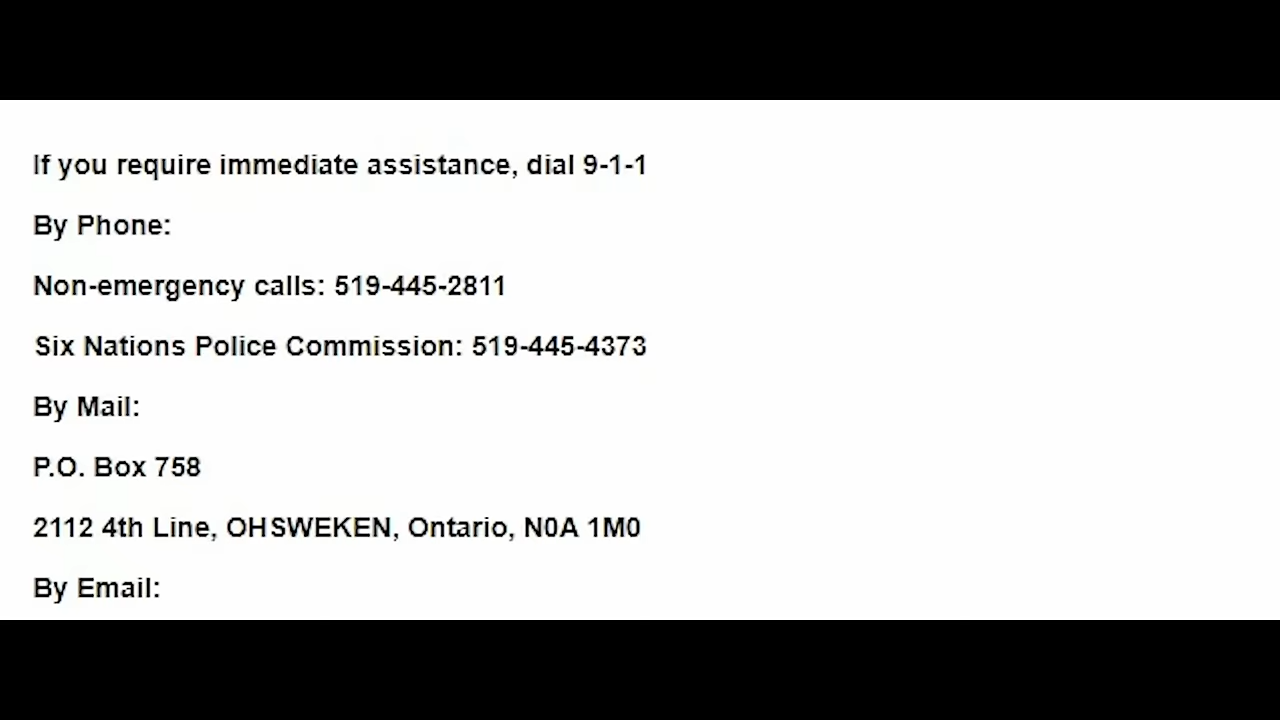 If you require immediate assistance, dial 9-1-1
By Phone:
Non-emergency calls: 519-445-2811
Six Nations Police Commission: 519-445-4373
By Mail:
P.O. Box 758
2112 4th Line, OHSWEKEN, Ontario, N0A 1M0
By Email: